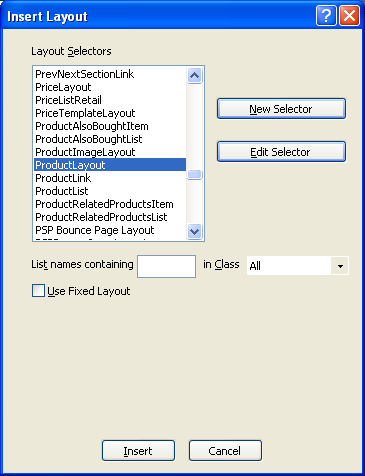 Insert Layout
Layout Selectors
PrevNextSectionLink
PriceLayout
PriceListRetail
PriceTemplateLayout
ProductAlsoBoughtItem
ProductAlsoBoughtList
ProductImageLayout
ProductLayout
ProductLink
ProductList
ProductRelatedProductsItem
ProductRelatedProductsList
PSP Bounce Page Layout
New Selector
Edit Selector
List names containing in Class All
Use Fixed Layout
Insert Cancel